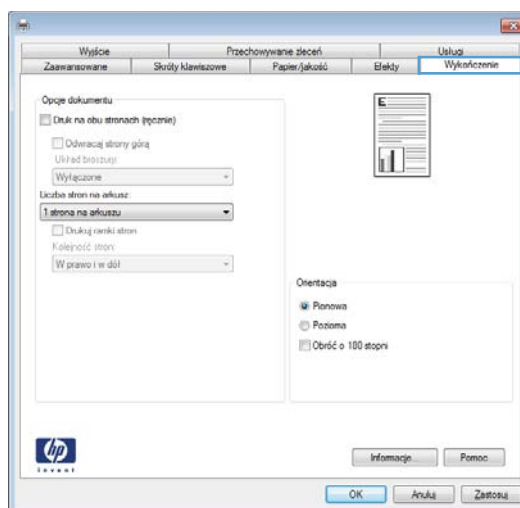 Wyjście Przechowywanie zleceń Usługi
Zaawansowane Skróty klawiszowe Papier/jakość Efekty Wykończenie
Opcje dokumentu
Druk na obu stronach (ręcznie)
Odwracaj strony górą
Układ broszury:
Wyłączone
Liczba stron na arkusz:
1 strona na arkuszu
Drukuj ramki stron
Kolejność stron:
W prawo i w dół
E
Orientacja
Pionowa
Pozioma
Obróć o 180 stopni
hp
invent
Informacje... Pomoc
OK Anuluj Zastosuj